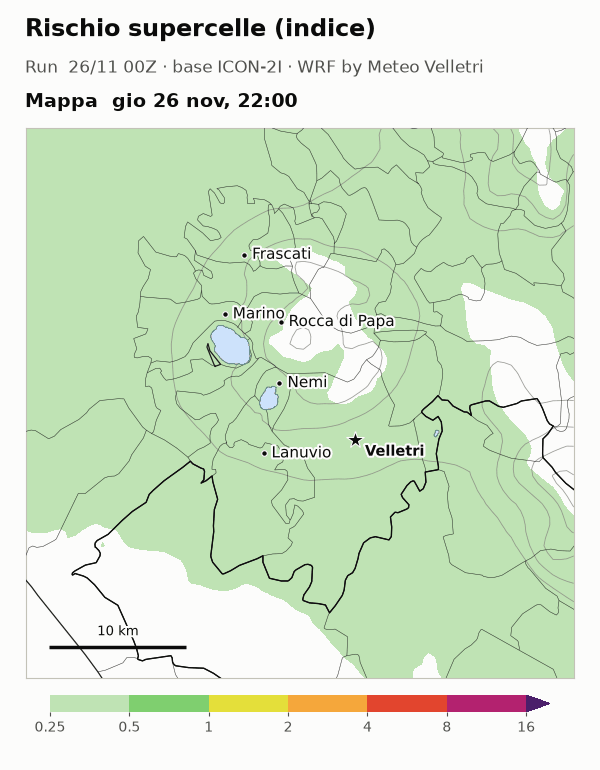 Rischio supercelle (indice)
Run  26/11 00Z · base ICON-2I · WRF by Meteo Velletri
Mappa  gio 26 nov, 22:00
Frascati
Marino
Rocca di Papa
Nemi
Velletri
Lanuvio
10 km
0.25 0.5 1 2 4 8 16